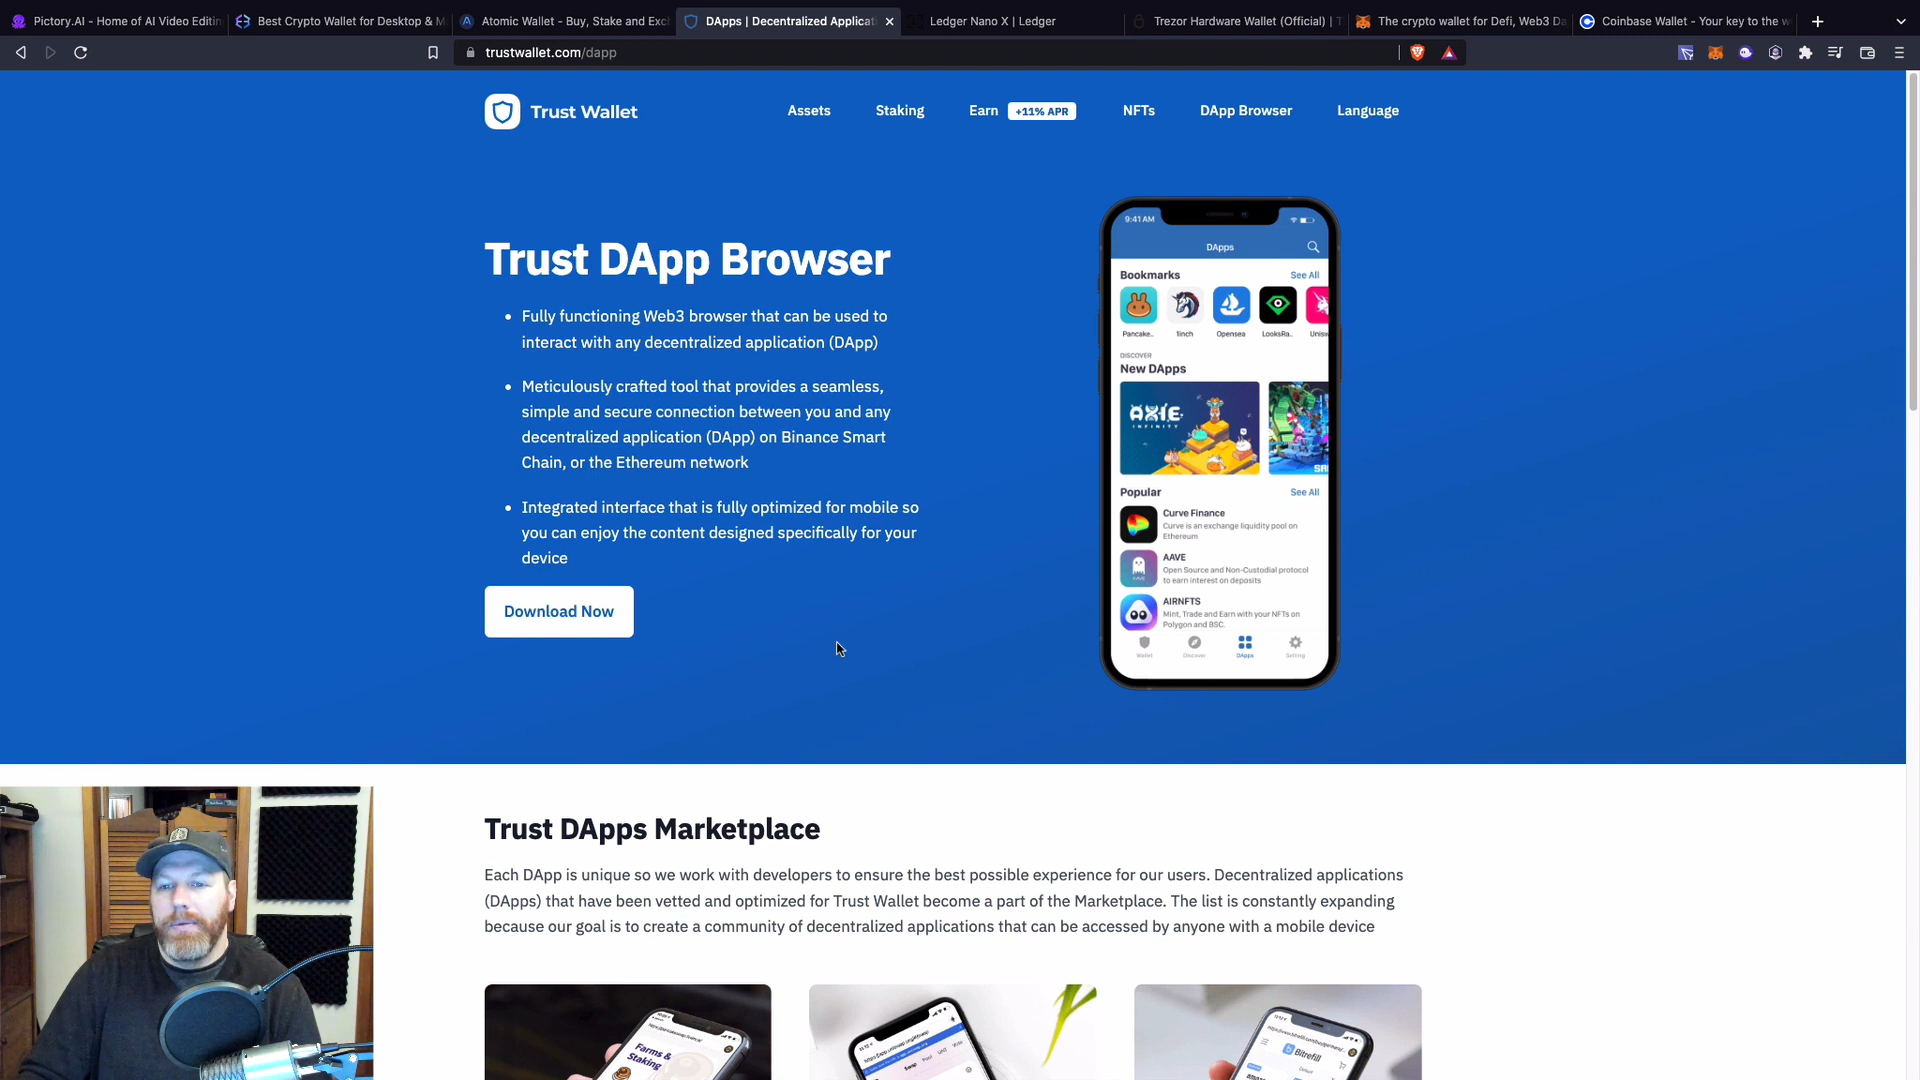 Pictory.AI - Home of AI Video Editin
Best Crypto Wallet for Desktop & M
Atomic Wallet - Buy, Stake and Exc
DApps | Decentralized Applicat
Ledger Nano X | Ledger
Trezor Hardware Wallet (Official) | T
The crypto wallet for Defi, Web3 Da
Coinbase Wallet - Your key to the w
trustwallet.com/dapp
Trust Wallet
Assets
Staking
Earn +11% APR
NFTs
DApp Browser
Language
Trust DApp Browser
• Fully functioning Web3 browser that can be used to
interact with any decentralized application (DApp)
• Meticulously crafted tool that provides a seamless,
simple and secure connection between you and any
decentralized application (DApp) on Binance Smart
Chain, or the Ethereum network
• Integrated interface that is fully optimized for mobile so
you can enjoy the content designed specifically for your
device
Download Now
9:41 AM
DApps
Bookmarks See All
Pancake.. 1inch Opensea LooksRa.. Unisw
DISCOVER
New DApps
AXIE
INFINITY
Popular See All
Curve Finance
Curve is an exchange liquidity pool on
Ethereum
AAVE
Open Source and Non-Custodial protocol
to earn interest on deposits
AIRNFTS
Mint, Trade and Earn with your NFTs on
Polygon and BSC.
Wallet Discover DApps Setting
Trust DApps Marketplace
Each DApp is unique so we work with developers to ensure the best possible experience for our users. Decentralized applications
(DApps) that have been vetted and optimized for Trust Wallet become a part of the Marketplace. The list is constantly expanding
because our goal is to create a community of decentralized applications that can be accessed by anyone with a mobile device
Farms &
Staking
Swap Pool UNI Vote
Swap
Bitrefill